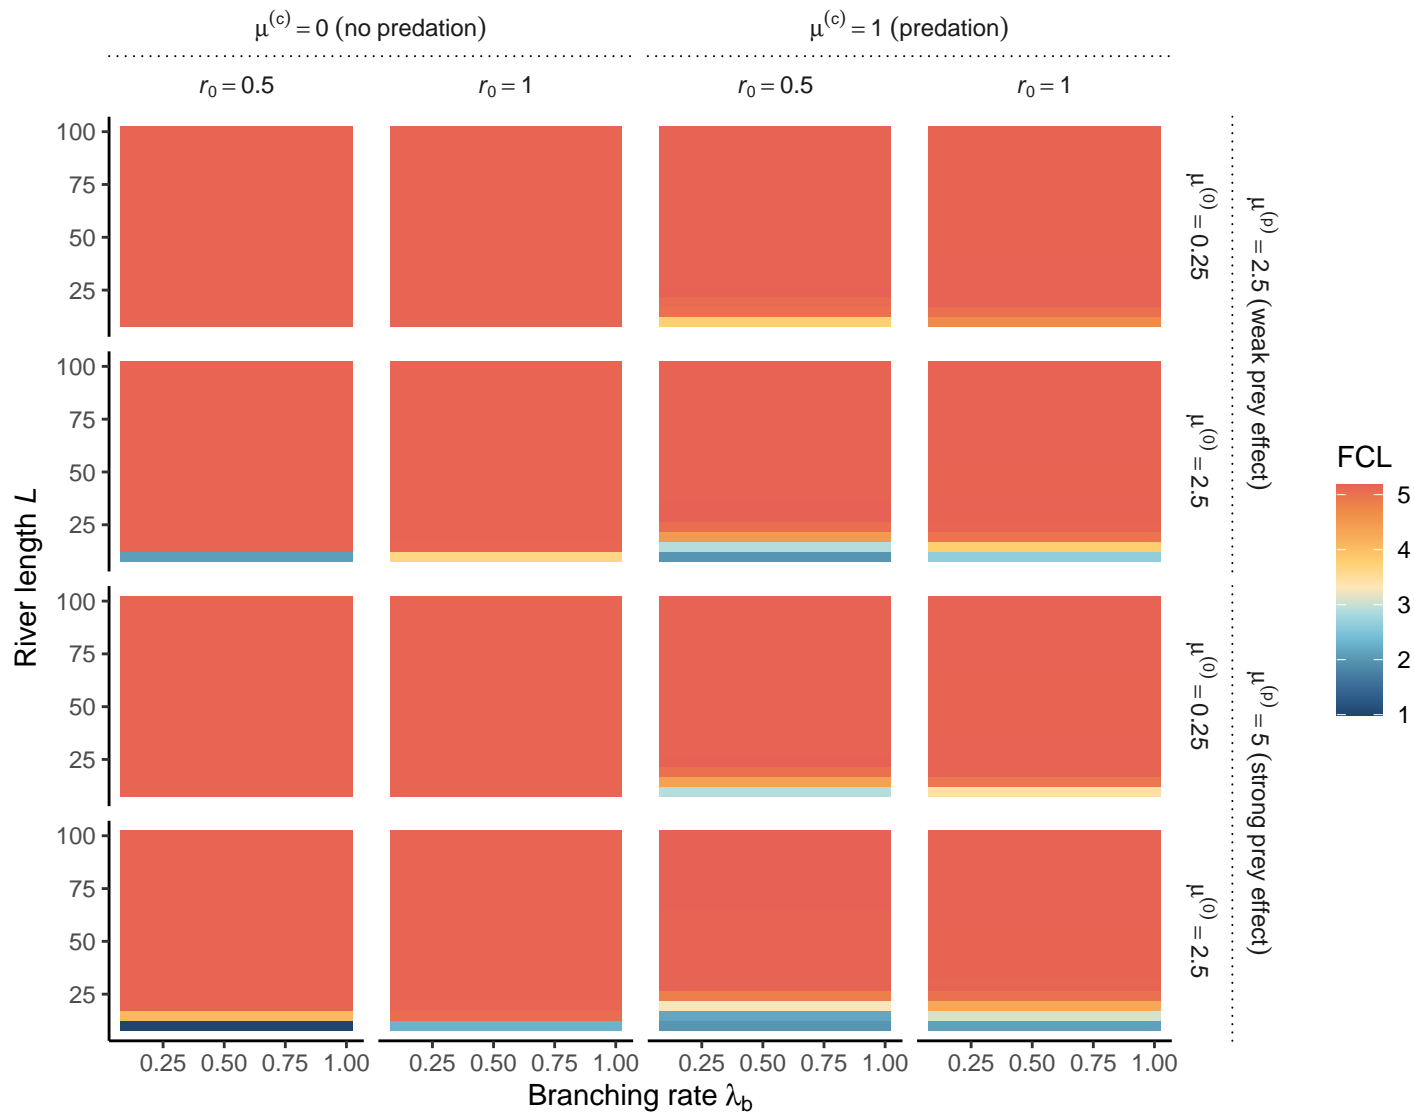 μ^(c) = 0 (no predation)
μ^(c) = 1 (predation)
r₀ = 0.5
r₀ = 1
r₀ = 0.5
r₀ = 1
100
75
50
25
μ^(0) = 0.25
100
75
50
25
μ^(0) = 2.5
μ^(p) = 2.5 (weak prey effect)
100
75
50
25
μ^(0) = 0.25
100
75
50
25
μ^(0) = 2.5
μ^(p) = 5 (strong prey effect)
River length L
0.25 0.50 0.75 1.00
0.25 0.50 0.75 1.00
0.25 0.50 0.75 1.00
0.25 0.50 0.75 1.00
Branching rate λ_b
FCL
5
4
3
2
1